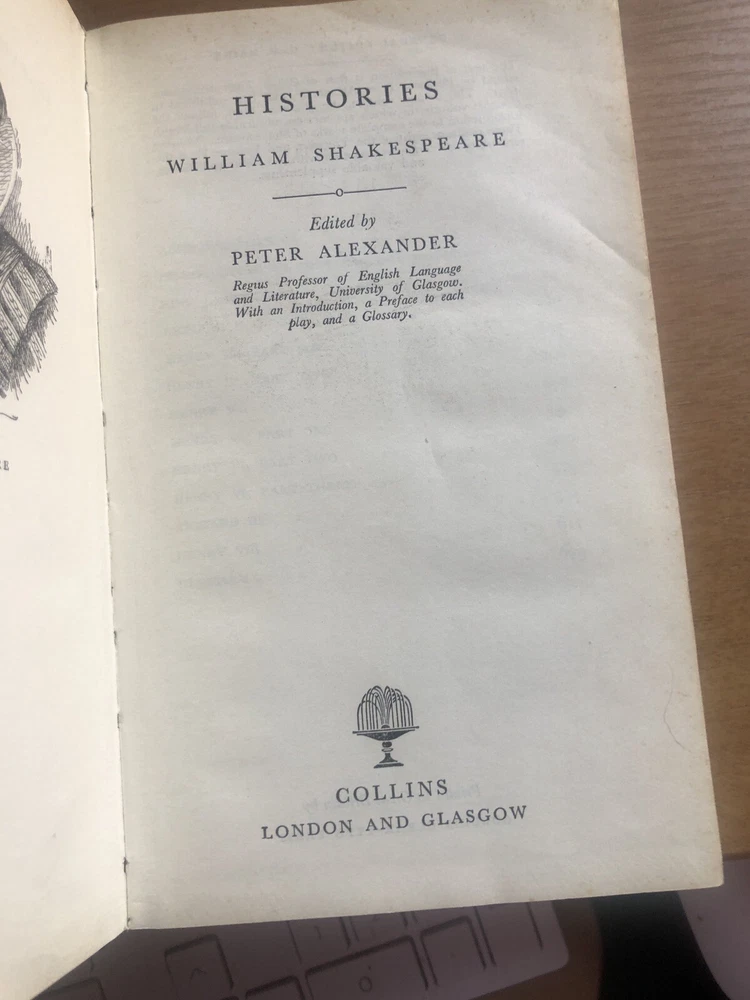 HISTORIES
WILLIAM SHAKESPEARE
Edited by
PETER ALEXANDER
Regius Professor of English Language
and Literature, University of Glasgow.
With an Introduction, a Preface to each
play, and a Glossary.
COLLINS
LONDON AND GLASGOW